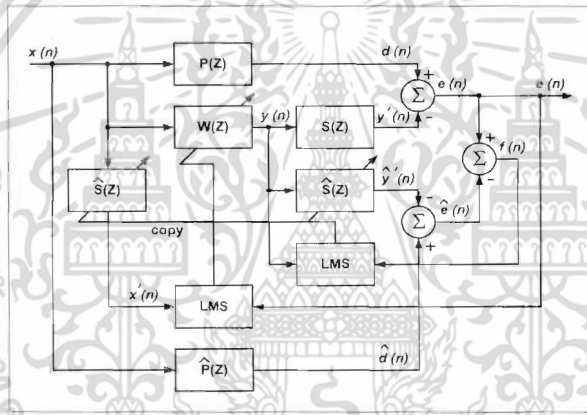 x(n)
P(Z)
d(n)
+
Σ
e(n)
e(n)
-
W(Z)
y(n)
S(Z)
y'(n)
+
Σ
f(n)
-
Ŝ(Z)
Ŝ(Z)
ŷ'(n)
-
Σ
ê(n)
+
copy
LMS
x'(n)
LMS
P̂(Z)
d̂(n)